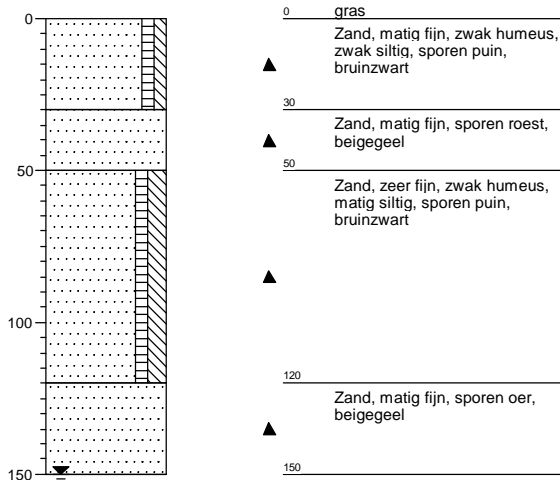 0
50
100
150
0
gras
Zand, matig fijn, zwak humeus,
zwak siltig, sporen puin,
bruinzwart
30
Zand, matig fijn, sporen roest,
beigegeel
50
Zand, zeer fijn, zwak humeus,
matig siltig, sporen puin,
bruinzwart
120
Zand, matig fijn, sporen oer,
beigegeel
150